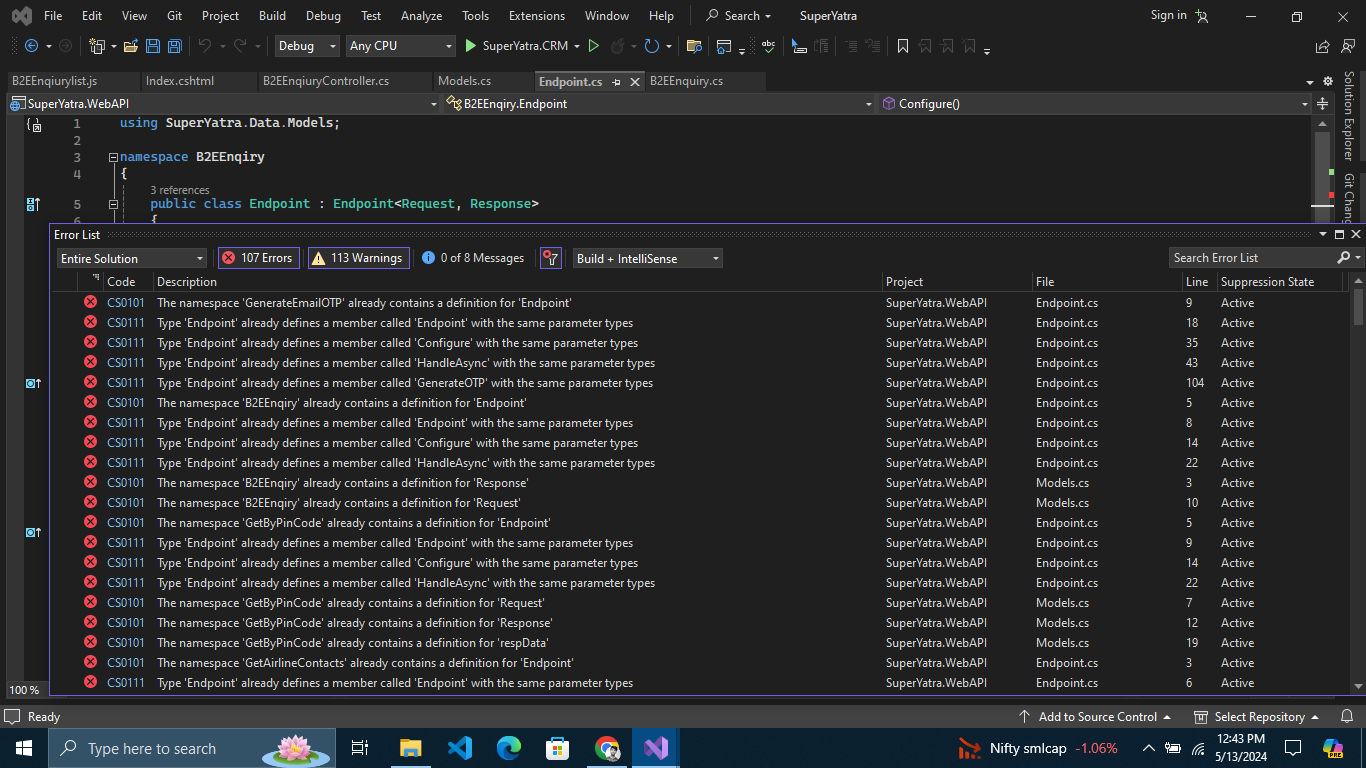 File Edit View Git Project Build Debug Test Analyze Tools Extensions Window Help Search SuperYatra Sign in
Debug Any CPU SuperYatra.CRM
B2EEnqiurylist.js Index.cshtml B2EEnqiuryController.cs Models.cs Endpoint.cs B2EEnquiry.cs
SuperYatra.WebAPI B2EEnqiry.Endpoint Configure()
1 using SuperYatra.Data.Models;
2
3 namespace B2EEnqiry
4 {
3 references
5 public class Endpoint : Endpoint<Request, Response>
6 {
Solution Explorer
Git Chan
Error List
Entire Solution 107 Errors 113 Warnings 0 of 8 Messages Build + IntelliSense Search Error List
Code Description Project File Line Suppression State
CS0101 The namespace 'GenerateEmailOTP' already contains a definition for 'Endpoint' SuperYatra.WebAPI Endpoint.cs 9 Active
CS0111 Type 'Endpoint' already defines a member called 'Endpoint' with the same parameter types SuperYatra.WebAPI Endpoint.cs 18 Active
CS0111 Type 'Endpoint' already defines a member called 'Configure' with the same parameter types SuperYatra.WebAPI Endpoint.cs 35 Active
CS0111 Type 'Endpoint' already defines a member called 'HandleAsync' with the same parameter types SuperYatra.WebAPI Endpoint.cs 43 Active
CS0111 Type 'Endpoint' already defines a member called 'GenerateOTP' with the same parameter types SuperYatra.WebAPI Endpoint.cs 104 Active
CS0101 The namespace 'B2EEnqiry' already contains a definition for 'Endpoint' SuperYatra.WebAPI Endpoint.cs 5 Active
CS0111 Type 'Endpoint' already defines a member called 'Endpoint' with the same parameter types SuperYatra.WebAPI Endpoint.cs 8 Active
CS0111 Type 'Endpoint' already defines a member called 'Configure' with the same parameter types SuperYatra.WebAPI Endpoint.cs 14 Active
CS0111 Type 'Endpoint' already defines a member called 'HandleAsync' with the same parameter types SuperYatra.WebAPI Endpoint.cs 22 Active
CS0101 The namespace 'B2EEnqiry' already contains a definition for 'Response' SuperYatra.WebAPI Models.cs 3 Active
CS0101 The namespace 'B2EEnqiry' already contains a definition for 'Request' SuperYatra.WebAPI Models.cs 10 Active
CS0101 The namespace 'GetByPinCode' already contains a definition for 'Endpoint' SuperYatra.WebAPI Endpoint.cs 5 Active
CS0111 Type 'Endpoint' already defines a member called 'Endpoint' with the same parameter types SuperYatra.WebAPI Endpoint.cs 9 Active
CS0111 Type 'Endpoint' already defines a member called 'Configure' with the same parameter types SuperYatra.WebAPI Endpoint.cs 14 Active
CS0111 Type 'Endpoint' already defines a member called 'HandleAsync' with the same parameter types SuperYatra.WebAPI Endpoint.cs 22 Active
CS0101 The namespace 'GetByPinCode' already contains a definition for 'Request' SuperYatra.WebAPI Models.cs 7 Active
CS0101 The namespace 'GetByPinCode' already contains a definition for 'Response' SuperYatra.WebAPI Models.cs 12 Active
CS0101 The namespace 'GetByPinCode' already contains a definition for 'respData' SuperYatra.WebAPI Models.cs 19 Active
CS0101 The namespace 'GetAirlineContacts' already contains a definition for 'Endpoint' SuperYatra.WebAPI Endpoint.cs 3 Active
CS0111 Type 'Endpoint' already defines a member called 'Endpoint' with the same parameter types SuperYatra.WebAPI Endpoint.cs 6 Active
100 %
Ready Add to Source Control Select Repository
Type here to search Nifty smlcap -1.06% 12:43 PM
5/13/2024
PRE